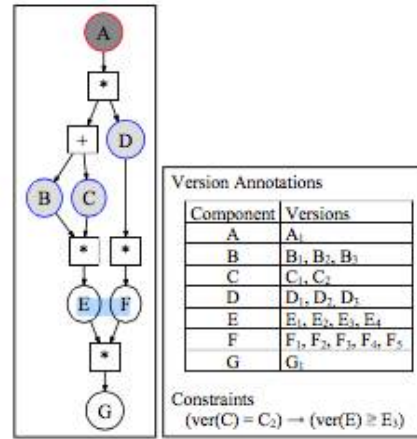 A
*
+
D
B
C
*
*
E
F
*
G
Version Annotations
Component Versions
A A₁
B B₁, B₂, B₃
C C₁, C₂
D D₁, D₂, D₃
E E₁, E₂, E₃, E₄
F F₁, F₂, F₃, F₄, F₅
G G₁
Constraints
(ver(C) = C₂) → (ver(E) ≥ E₃)